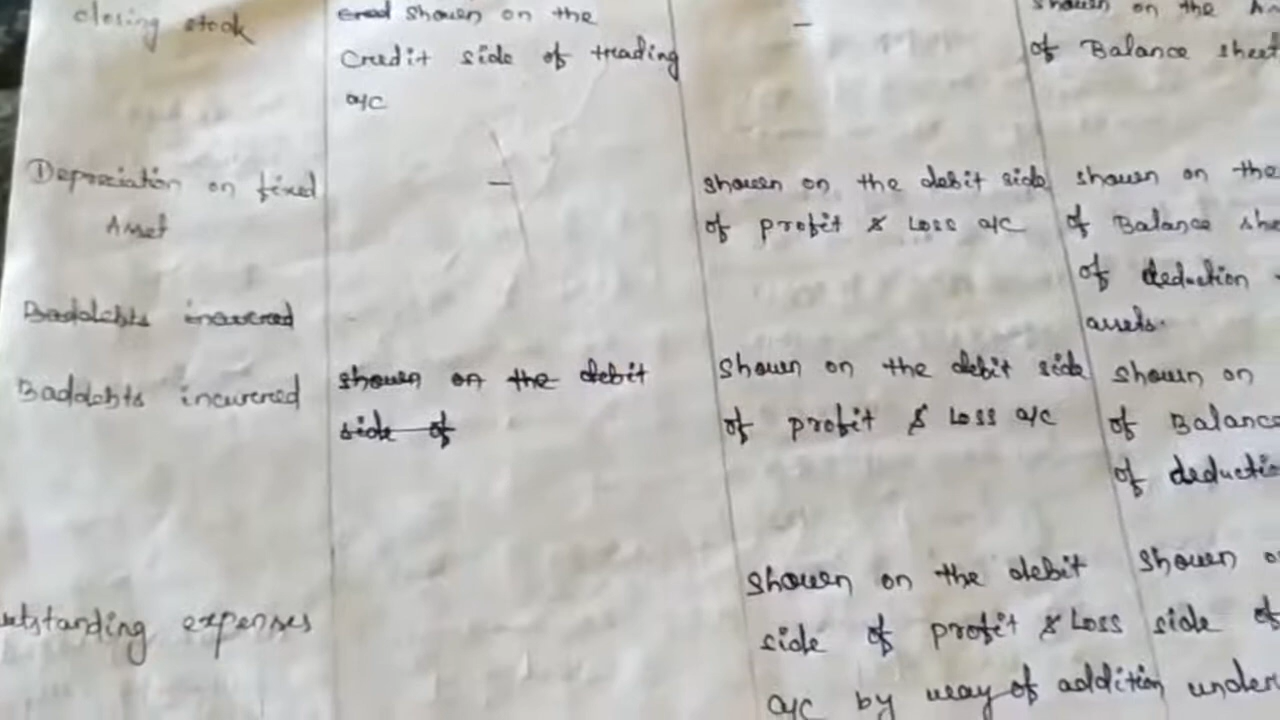 closing stock
cred shown on the
credit side of trading
a/c
-
shown on the
of Balance sheet
Depreciation on fixed
Asset
-
shown on the debit side
of profit & Loss a/c
shown on the
of Balance she
of deduction
assets.
Baddebts incurred
Baddebts incurred
shown on the debit
side of
shown on the debit side
of profit & Loss a/c
shown on
of Balance
of deductio
utstanding expenses
shown on the debit
side of profit & Loss
a/c by way of addition
shown o
side of
under